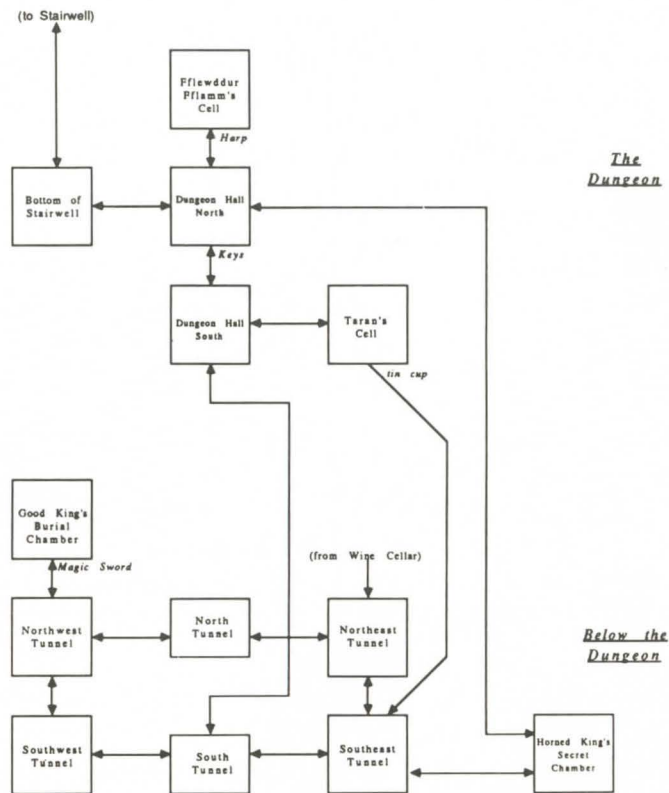 (to Stairwell)
Fflewddur
Fflamm's
Cell
Harp
The
Dungeon
Bottom of
Stairwell
Dungeon Hall
North
Keys
Dungeon Hall
South
Taran's
Cell
tin cup
Good King's
Burial
Chamber
Magic Sword
(from Wine Cellar)
Northwest
Tunnel
North
Tunnel
Northeast
Tunnel
Below the
Dungeon
Southwest
Tunnel
South
Tunnel
Southeast
Tunnel
Horned King's
Secret
Chamber